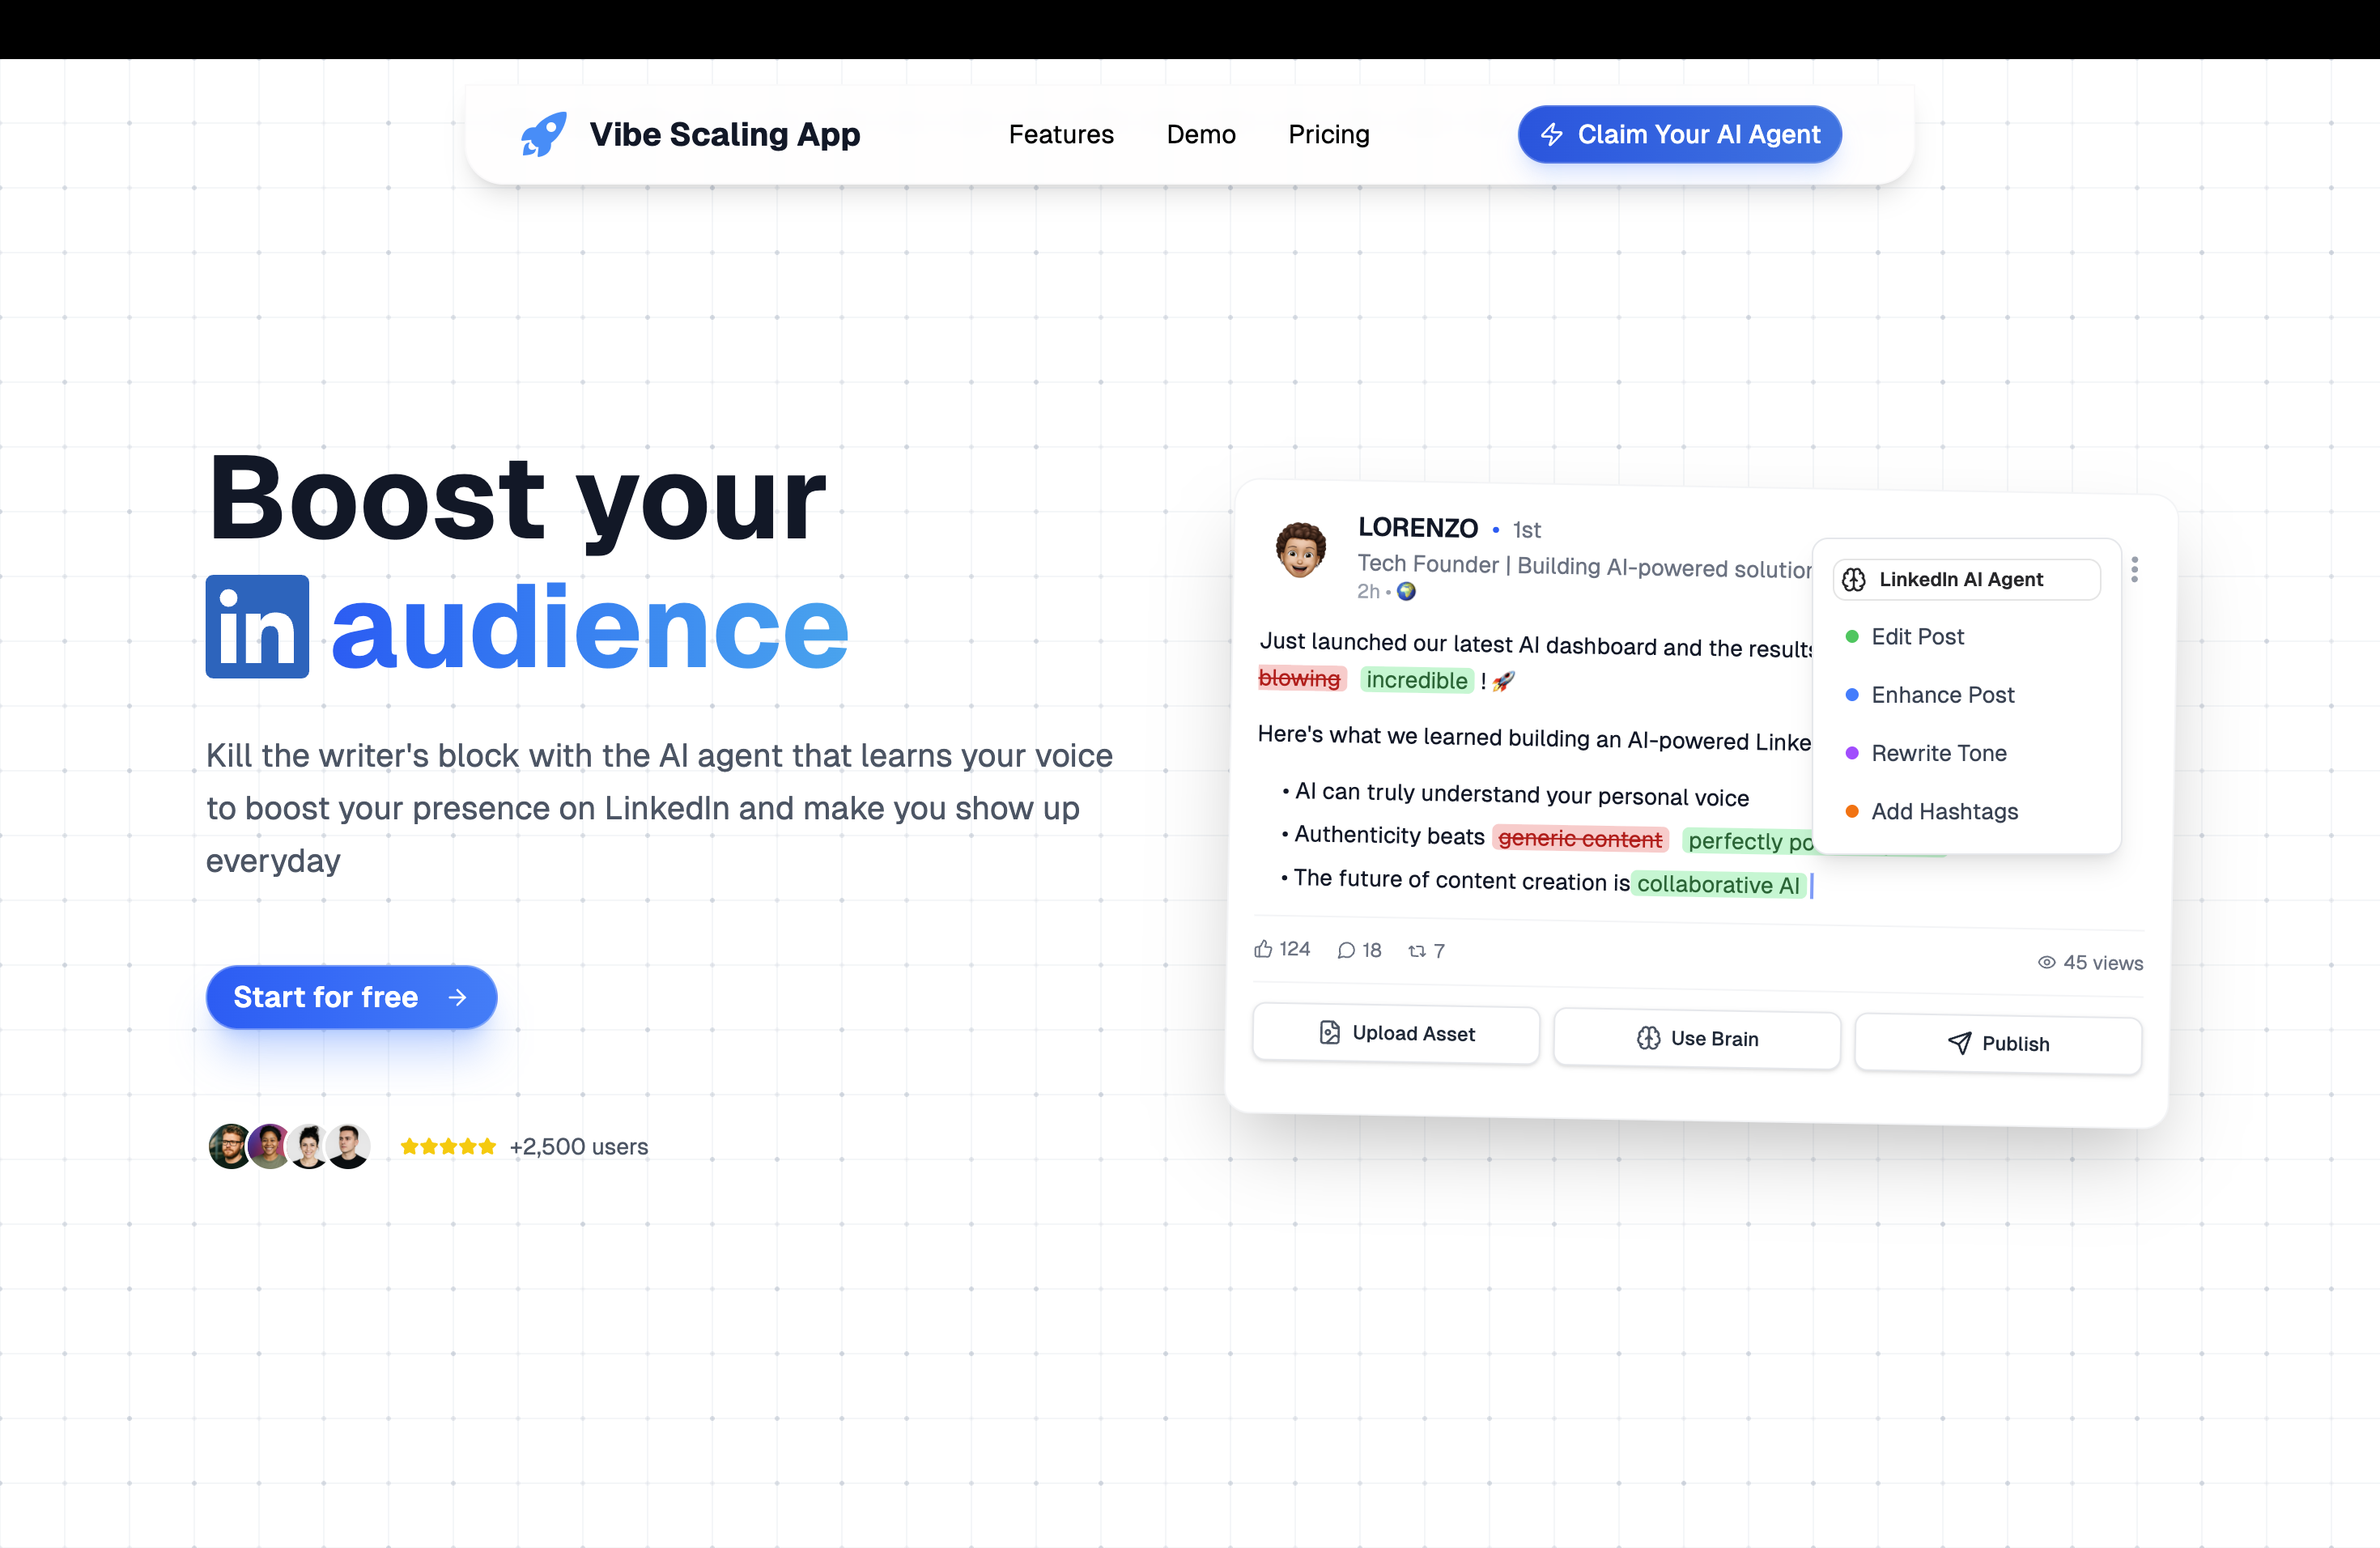 Vibe Scaling App
Features
Demo
Pricing
Claim Your AI Agent
Boost your
in audience
Kill the writer's block with the AI agent that learns your voice
to boost your presence on LinkedIn and make you show up
everyday
Start for free
+2,500 users
LORENZO • 1st
Tech Founder | Building AI-powered solution
2h •
LinkedIn AI Agent
Edit Post
Enhance Post
Rewrite Tone
Add Hashtags
Just launched our latest AI dashboard and the results
blowing incredible ! 🚀
Here's what we learned building an AI-powered Linke
• AI can truly understand your personal voice
• Authenticity beats generic content perfectly po
• The future of content creation is collaborative AI
124
18
7
45 views
Upload Asset
Use Brain
Publish